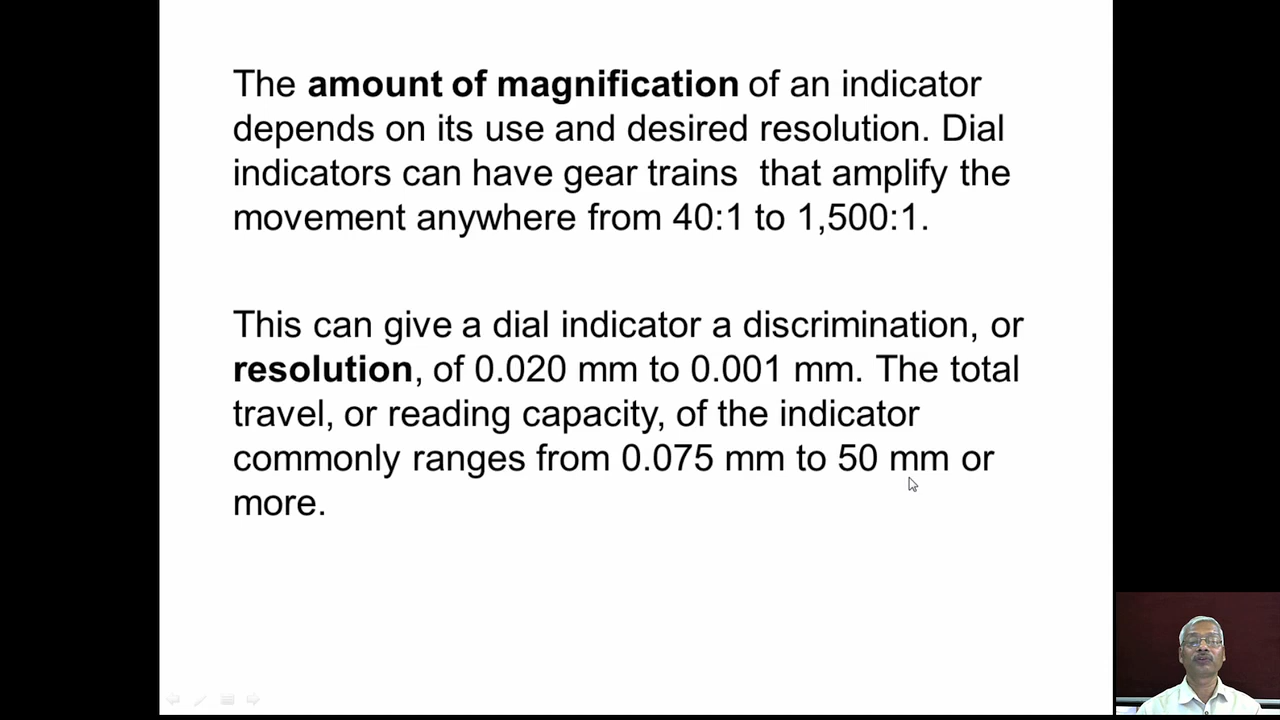 The amount of magnification of an indicator
depends on its use and desired resolution. Dial
indicators can have gear trains  that amplify the
movement anywhere from 40:1 to 1,500:1.
This can give a dial indicator a discrimination, or
resolution, of 0.020 mm to 0.001 mm. The total
travel, or reading capacity, of the indicator
commonly ranges from 0.075 mm to 50 mm or
more.